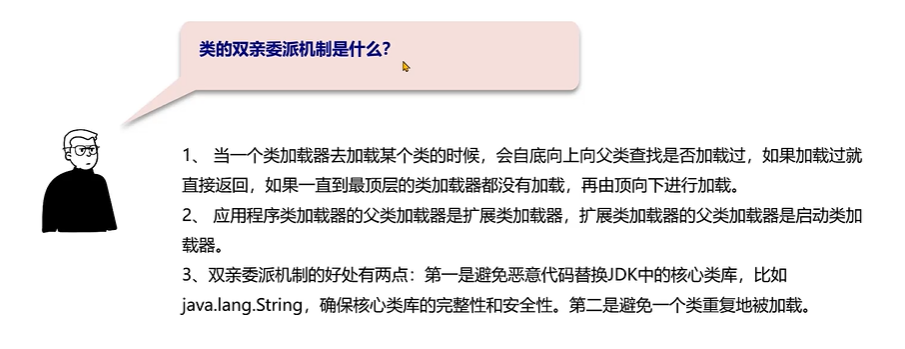 类的双亲委派机制是什么？
1、 当一个类加载器去加载某个类的时候，会自底向上向父类查找是否加载过，如果加载过就
直接返回，如果一直到最顶层的类加载器都没有加载，再由顶向下进行加载。
2、 应用程序类加载器的父类加载器是扩展类加载器，扩展类加载器的父类加载器是启动类加
载器。
3、双亲委派机制的好处有两点：第一是避免恶意代码替换JDK中的核心类库，比如
java.lang.String，确保核心类库的完整性和安全性。第二是避免一个类重复地被加载。